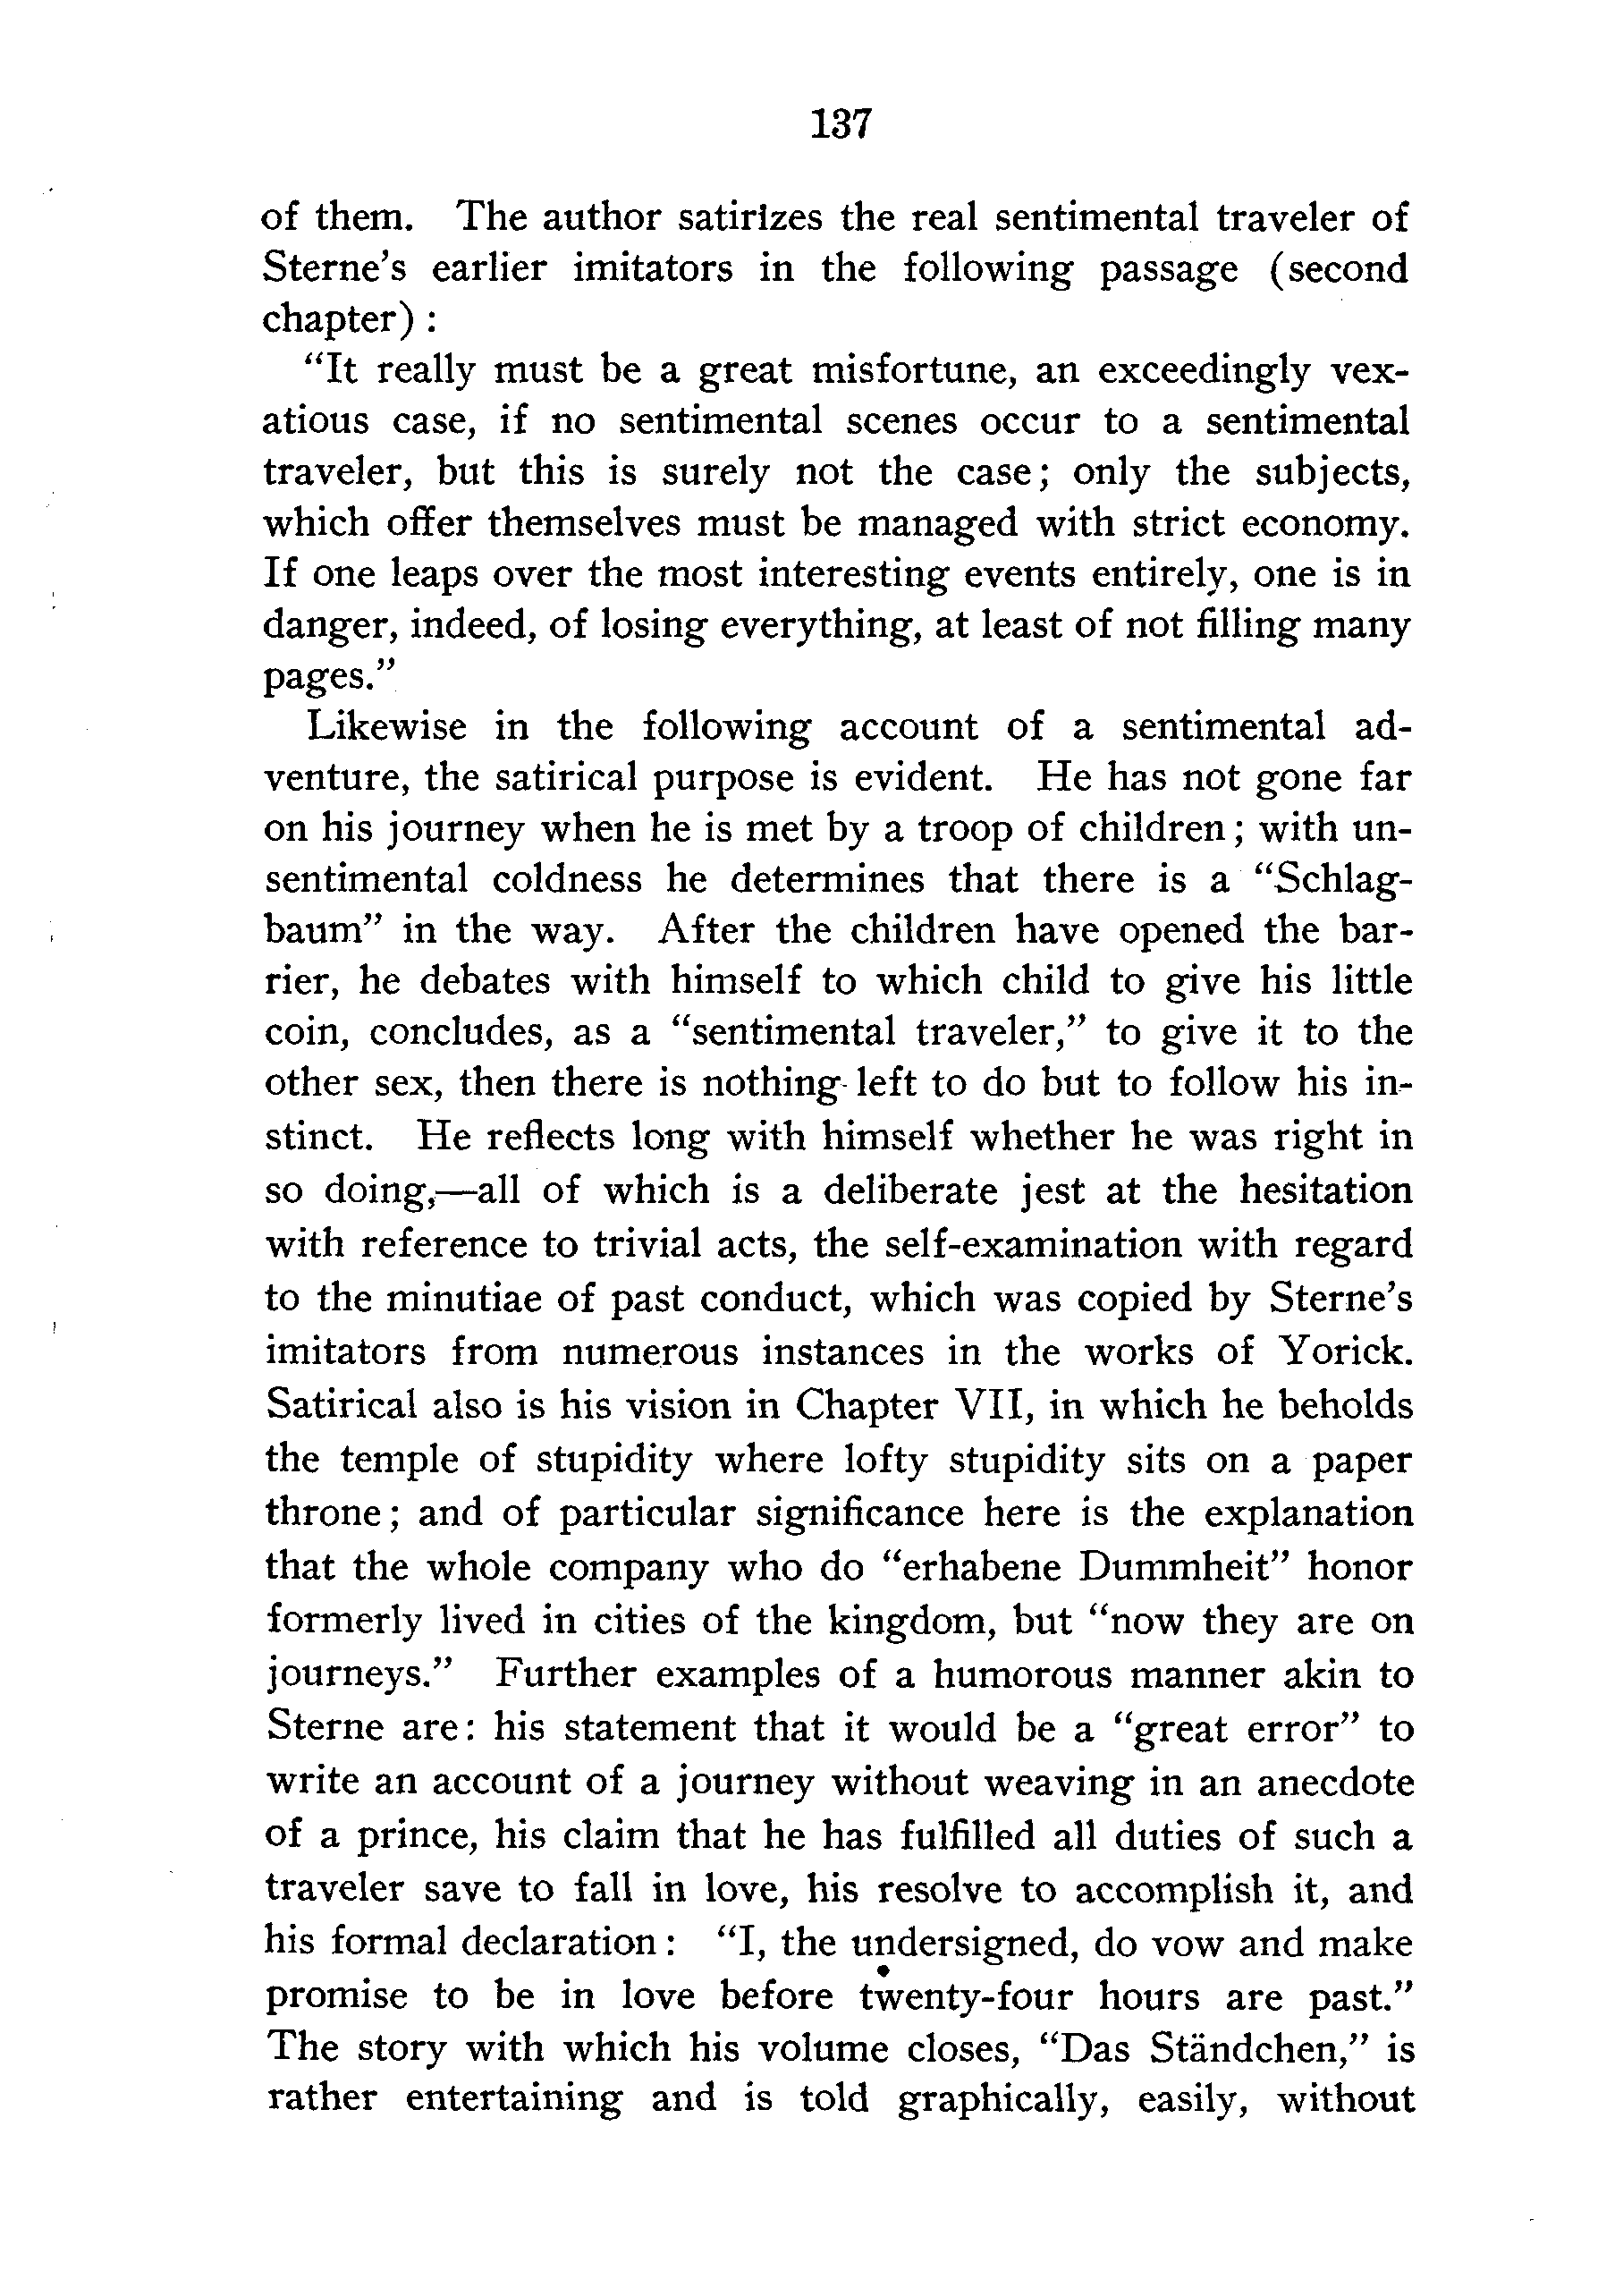 137
of them. The author satirizes the real sentimental traveler of
Sterne's earlier imitators in the following passage (second
chapter) :
"It really must be a great misfortune, an exceedingly vex-
atious case, if no sentimental scenes occur to a sentimental
traveler, but this is surely not the case; only the subjects,
which offer themselves must be managed with strict economy.
If one leaps over the most interesting events entirely, one is in
danger, indeed, of losing everything, at least of not filling many
pages."
Likewise in the following account of a sentimental ad-
venture, the satirical purpose is evident. He has not gone far
on his journey when he is met by a troop of children; with un-
sentimental coldness he determines that there is a "Schlag-
baum" in the way. After the children have opened the bar-
rier, he debates with himself to which child to give his little
coin, concludes, as a "sentimental traveler," to give it to the
other sex, then there is nothing left to do but to follow his in-
stinct. He reflects long with himself whether he was right in
so doing,—all of which is a deliberate jest at the hesitation
with reference to trivial acts, the self-examination with regard
to the minutiae of past conduct, which was copied by Sterne's
imitators from numerous instances in the works of Yorick.
Satirical also is his vision in Chapter VII, in which he beholds
the temple of stupidity where lofty stupidity sits on a paper
throne; and of particular significance here is the explanation
that the whole company who do "erhabene Dummheit" honor
formerly lived in cities of the kingdom, but "now they are on
journeys." Further examples of a humorous manner akin to
Sterne are: his statement that it would be a "great error" to
write an account of a journey without weaving in an anecdote
of a prince, his claim that he has fulfilled all duties of such a
traveler save to fall in love, his resolve to accomplish it, and
his formal declaration: "I, the undersigned, do vow and make
promise to be in love before twenty-four hours are past."
The story with which his volume closes, "Das Ständchen," is
rather entertaining and is told graphically, easily, without